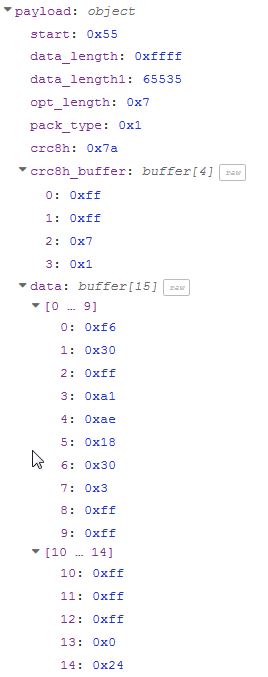 payload: object
start: 0x55
data_length: 0xffff
data_length1: 65535
opt_length: 0x7
pack_type: 0x1
crc8h: 0x7a
crc8h_buffer: buffer[4] raw
0: 0xff
1: 0xff
2: 0x7
3: 0x1
data: buffer[15] raw
[0 … 9]
0: 0xf6
1: 0x30
2: 0xff
3: 0xa1
4: 0xae
5: 0x18
6: 0x30
7: 0x3
8: 0xff
9: 0xff
[10 … 14]
10: 0xff
11: 0xff
12: 0xff
13: 0x0
14: 0x24